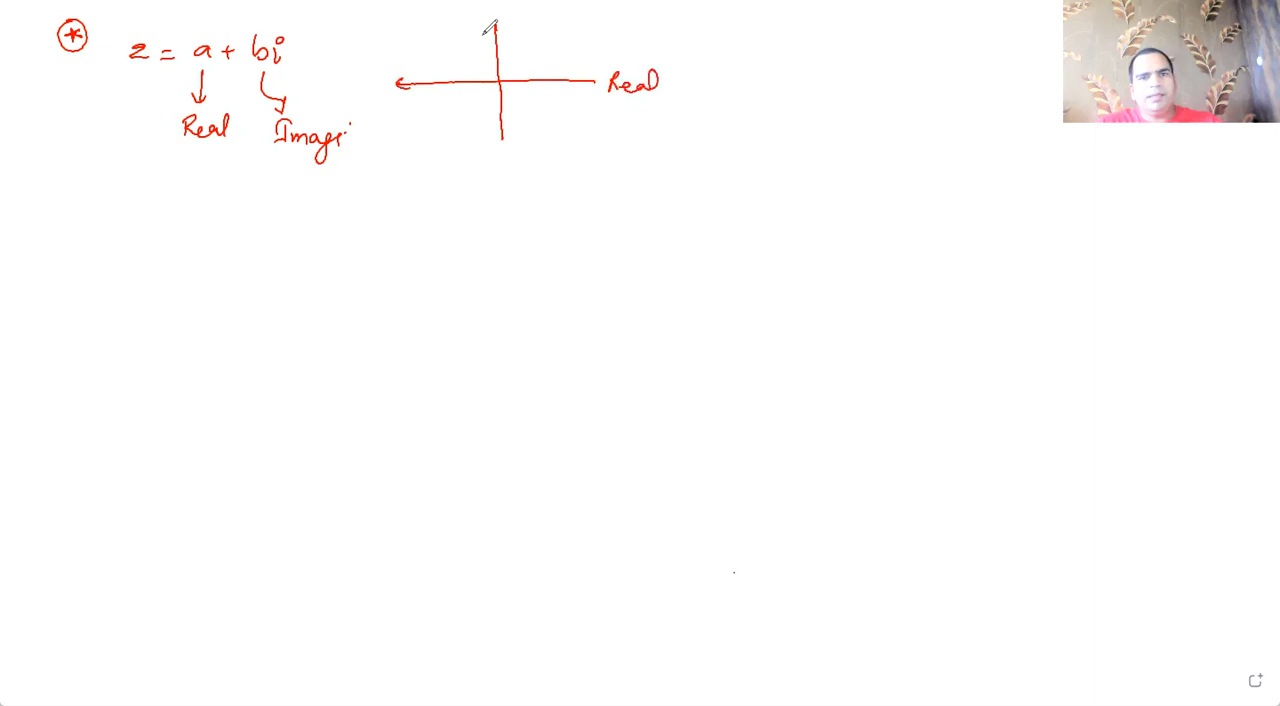 * z = a + bi
Real
Real Imagi